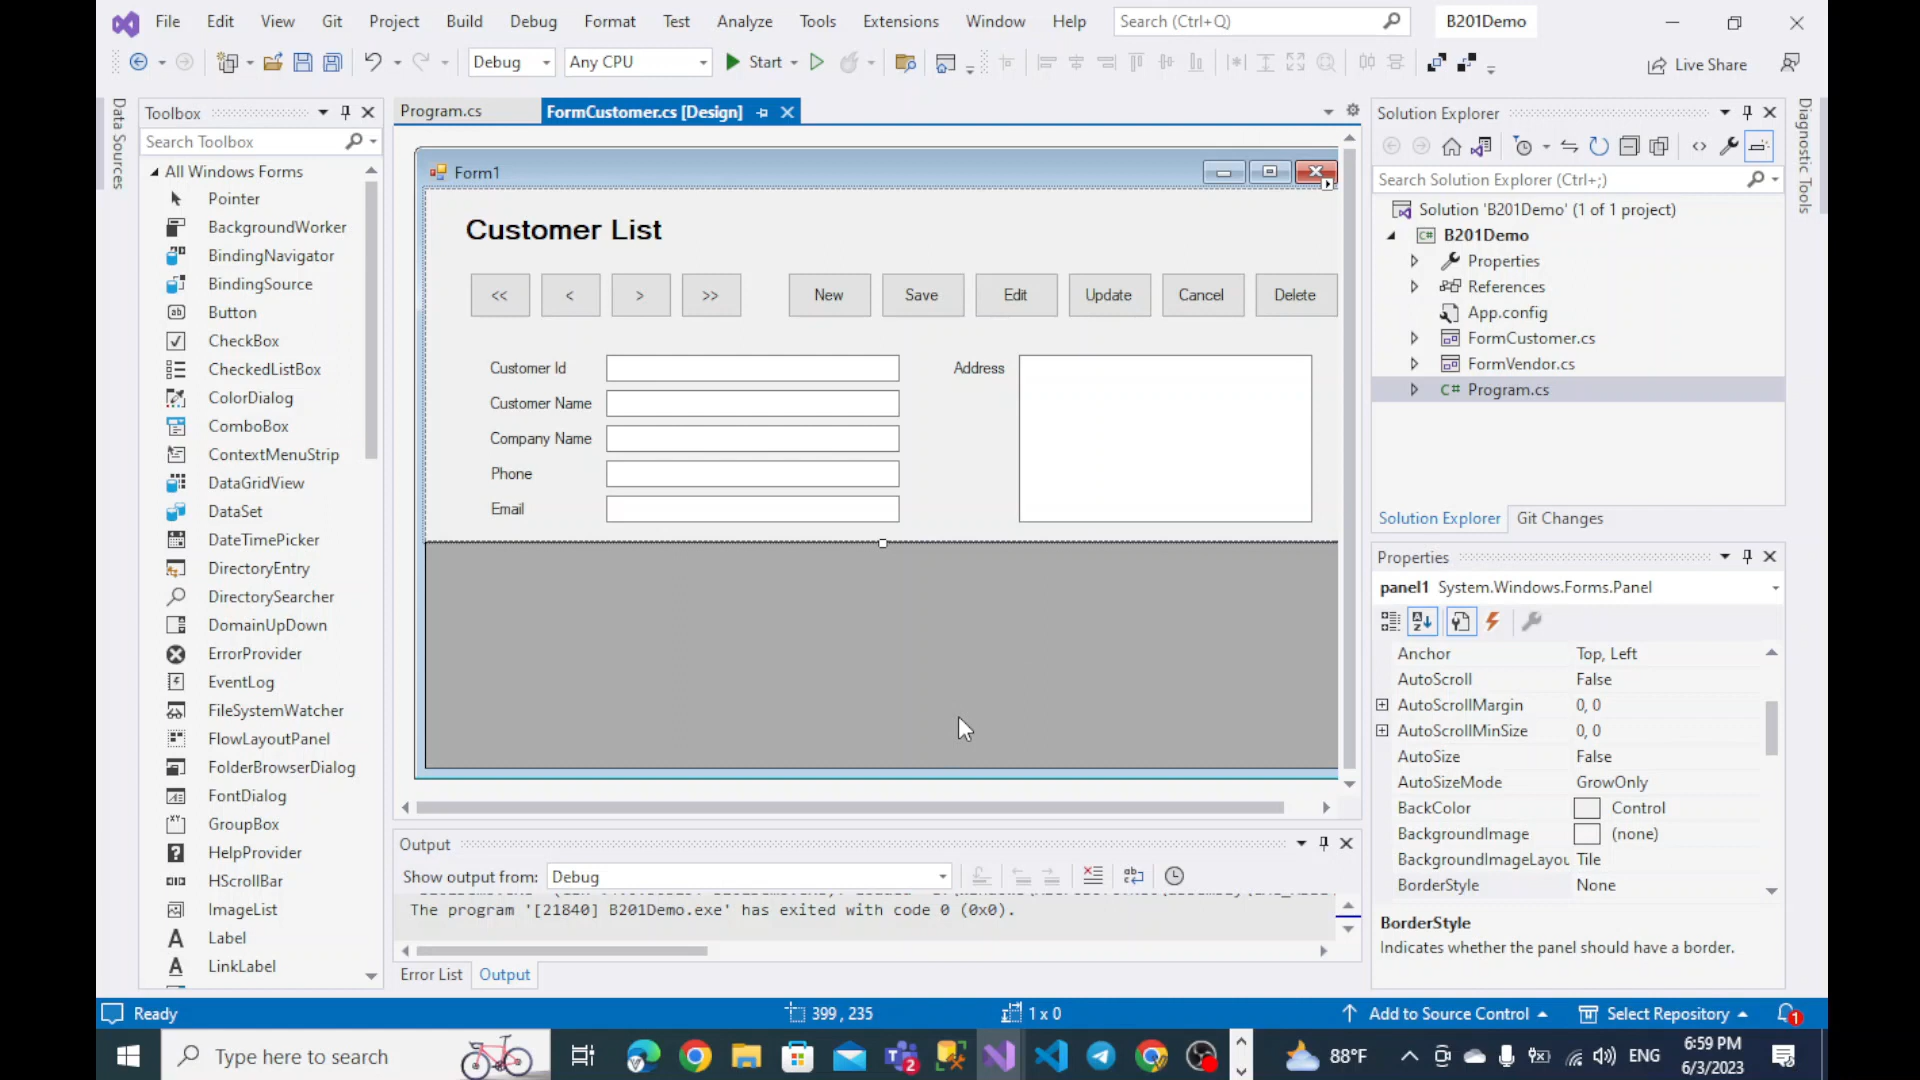 File Edit View Git Project Build Debug Format Test Analyze Tools Extensions Window Help Search (Ctrl+Q) B201Demo
Debug Any CPU Start Live Share
Data Sources
Toolbox
Search Toolbox
All Windows Forms
Pointer
BackgroundWorker
BindingNavigator
BindingSource
Button
CheckBox
CheckedListBox
ColorDialog
ComboBox
ContextMenuStrip
DataGridView
DataSet
DateTimePicker
DirectoryEntry
DirectorySearcher
DomainUpDown
ErrorProvider
EventLog
FileSystemWatcher
FlowLayoutPanel
FolderBrowserDialog
FontDialog
GroupBox
HelpProvider
HScrollBar
ImageList
Label
LinkLabel
Program.cs FormCustomer.cs [Design]
Form1
Customer List
<< < > >> New Save Edit Update Cancel Delete
Customer Id Address
Customer Name
Company Name
Phone
Email
Output
Show output from: Debug
The program '[21840] B201Demo.exe' has exited with code 0 (0x0).
Error List Output
Solution Explorer
Search Solution Explorer (Ctrl+;)
Solution 'B201Demo' (1 of 1 project)
B201Demo
Properties
References
App.config
FormCustomer.cs
FormVendor.cs
C# Program.cs
Solution Explorer Git Changes
Diagnostic Tools
Properties
panel1 System.Windows.Forms.Panel
Anchor Top, Left
AutoScroll False
AutoScrollMargin 0, 0
AutoScrollMinSize 0, 0
AutoSize False
AutoSizeMode GrowOnly
BackColor Control
BackgroundImage (none)
BackgroundImageLayou Tile
BorderStyle None
BorderStyle
Indicates whether the panel should have a border.
Ready 399 , 235 1 x 0 Add to Source Control Select Repository 1
Type here to search 2 88°F ENG 6:59 PM
6/3/2023